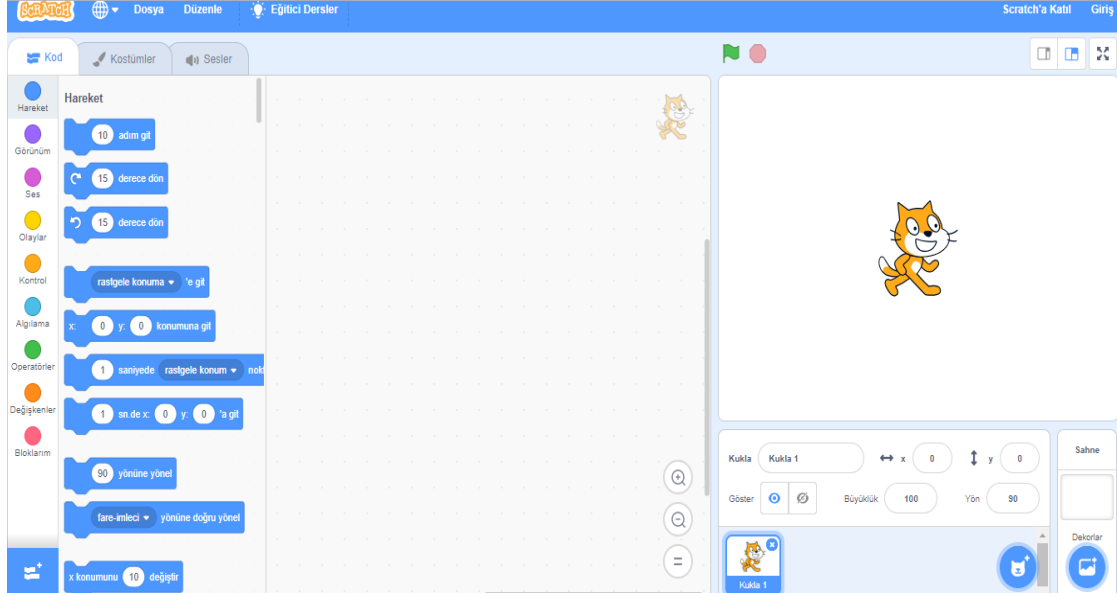 SCRATCH Dosya Düzenle Eğitici Dersler Scratch'a Katıl Giriş
Kod Kostümler Sesler
Hareket
Görünüm
Ses
Olaylar
Kontrol
Algılama
Operatörler
Değişkenler
Bloklarım
Hareket
10 adım git
15 derece dön
15 derece dön
rastgele konuma 'e git
x: 0 y: 0 konumuna git
1 saniyede rastgele konum
1 sn.de x: 0 y: 0 'a git
90 yönüne yönel
fare-imleci yönüne doğru yönel
x konumunu 10 değiştir
Kukla Kukla 1 x 0 y 0
Göster Büyüklük 100 Yön 90
Kukla 1
Sahne
Dekorlar